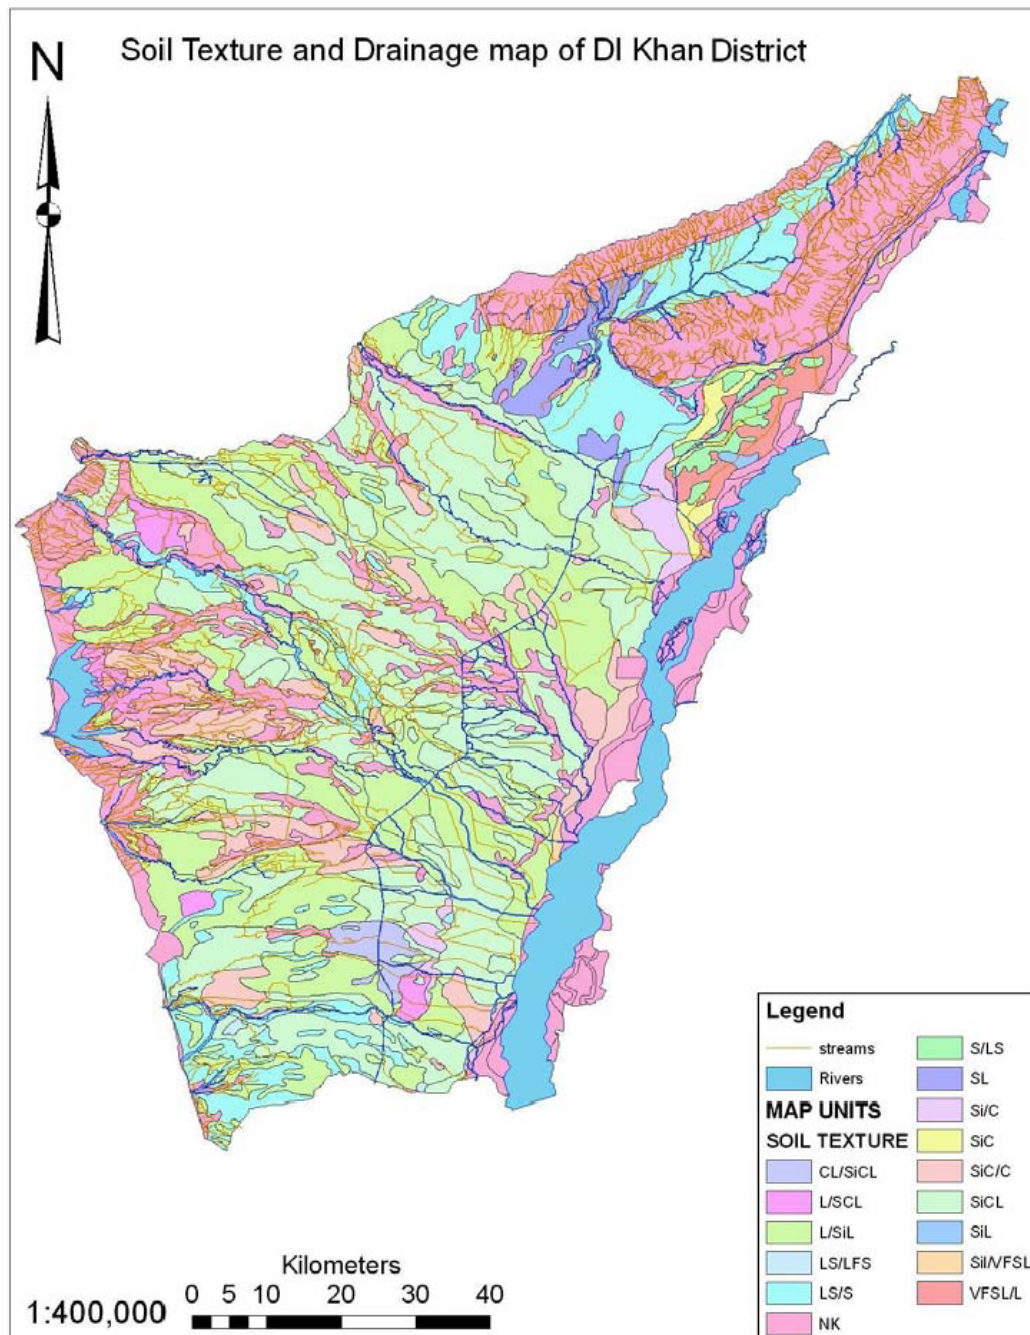 Soil Texture and Drainage map of DI Khan District
N
Legend
streams
Rivers
MAP UNITS
SOIL TEXTURE
CL/SiCL
L/SCL
L/SiL
LS/LFS
LS/S
NK
S/LS
SL
Si/C
SiC
SiC/C
SiCL
SiL
Sil/VFSL
VFSL/L
Kilometers
0 5 10 20 30 40
1:400,000